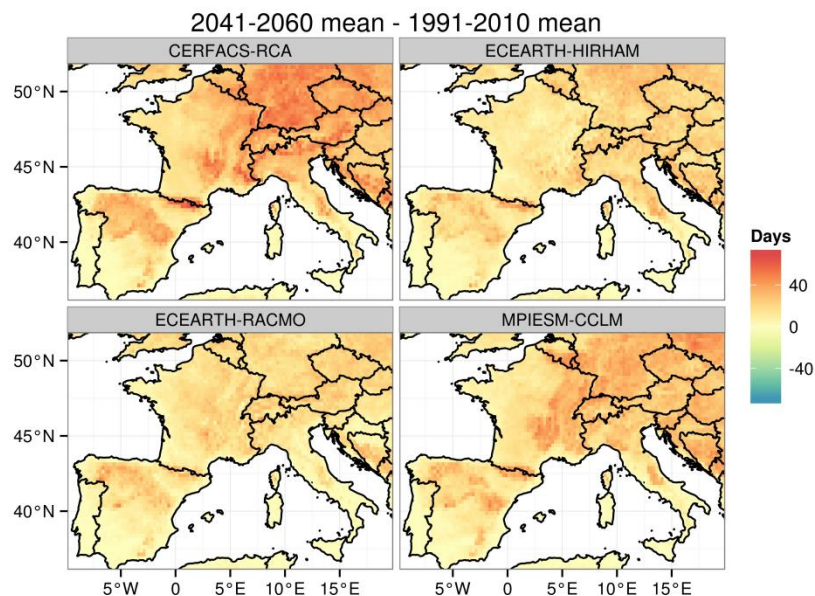 2041-2060 mean - 1991-2010 mean
CERFACS-RCA
ECEARTH-HIRHAM
50°N
45°N
40°N
ECEARTH-RACMO
MPIESM-CCLM
50°N
45°N
40°N
5°W
0
5°E
10°E
15°E
5°W
0
5°E
10°E
15°E
Days
40
0
-40